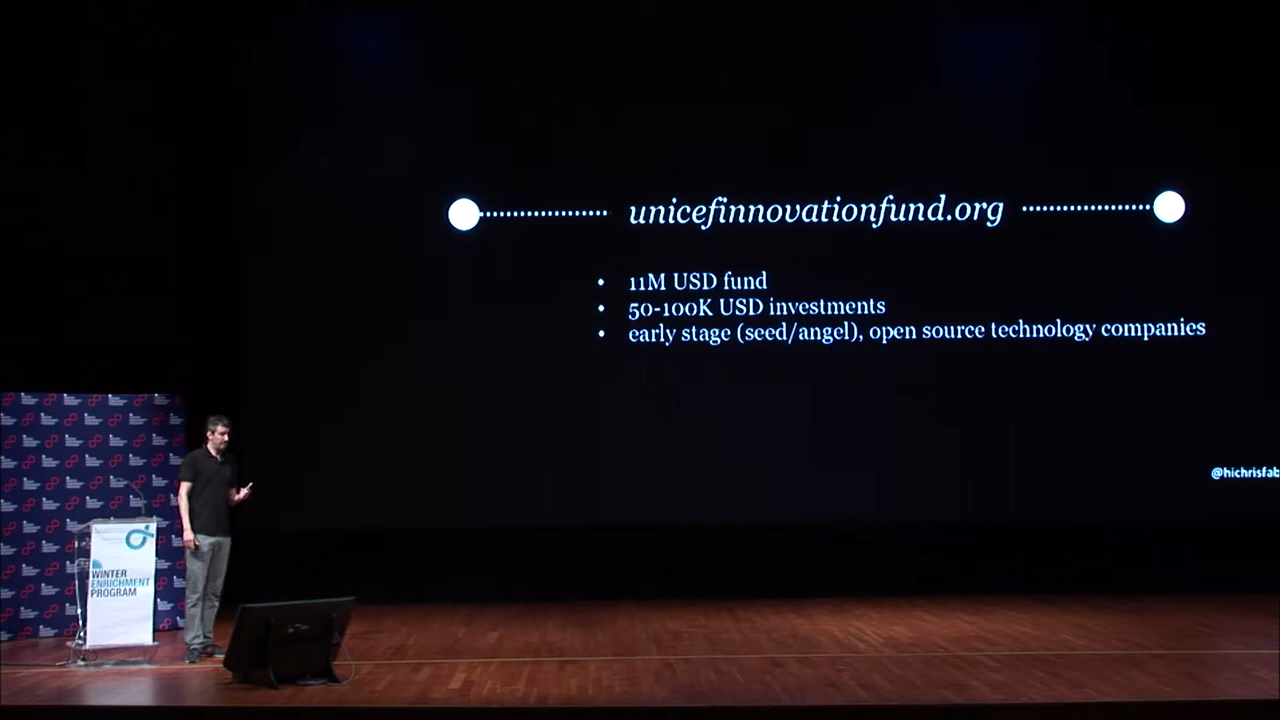 unicefinnovationfund.org
• 11M USD fund
• 50-100K USD investments
• early stage (seed/angel), open source technology companies
@hichrisfab
WINTER
ENRICHMENT
PROGRAM